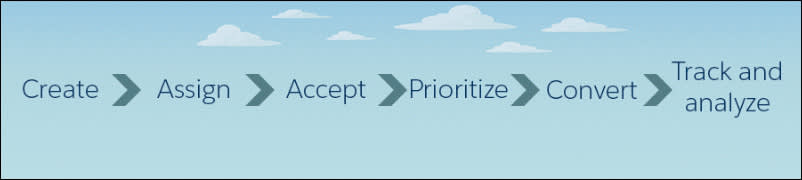 Create Assign Accept Prioritize Convert Track and
analyze